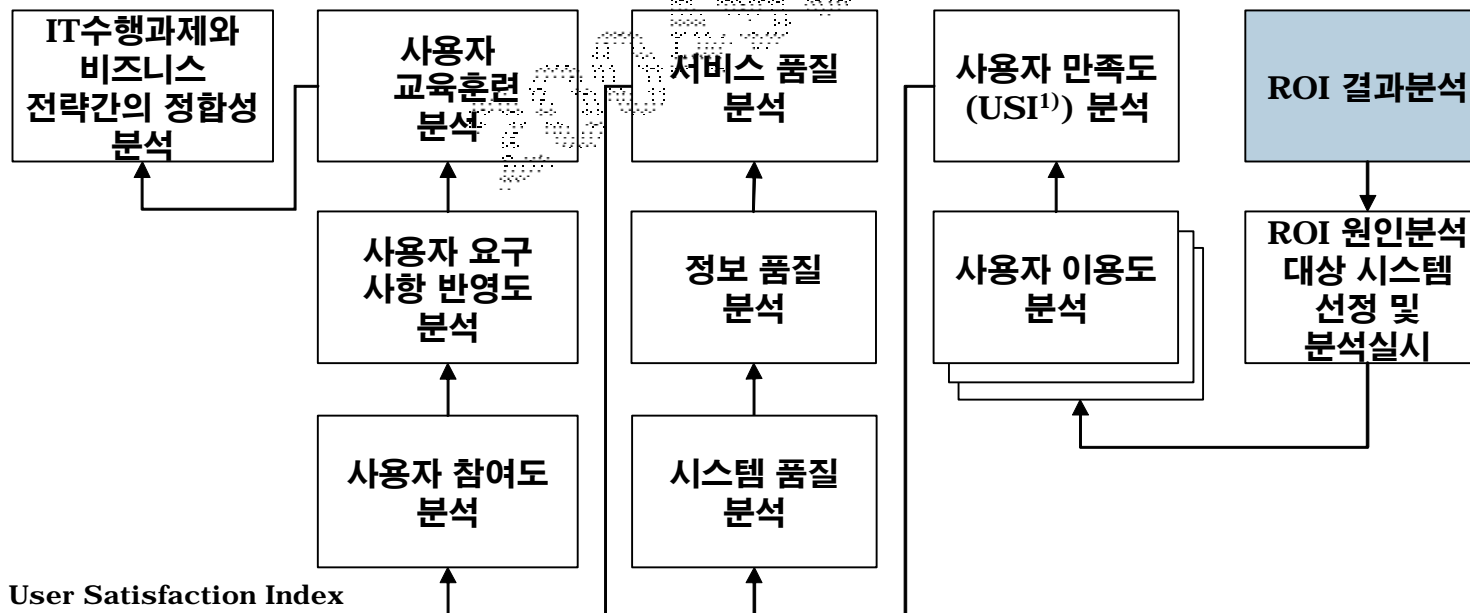 IT수행과제와
비즈니스
전략간의 정합성
분석
사용자
교육훈련
분석
서비스 품질
분석
사용자 만족도
(USI¹⁾) 분석
ROI 결과분석
사용자 요구
사항 반영도
분석
정보 품질
분석
사용자 이용도
분석
ROI 원인분석
대상 시스템
선정 및
분석실시
사용자 참여도
분석
시스템 품질
분석
User Satisfaction Index